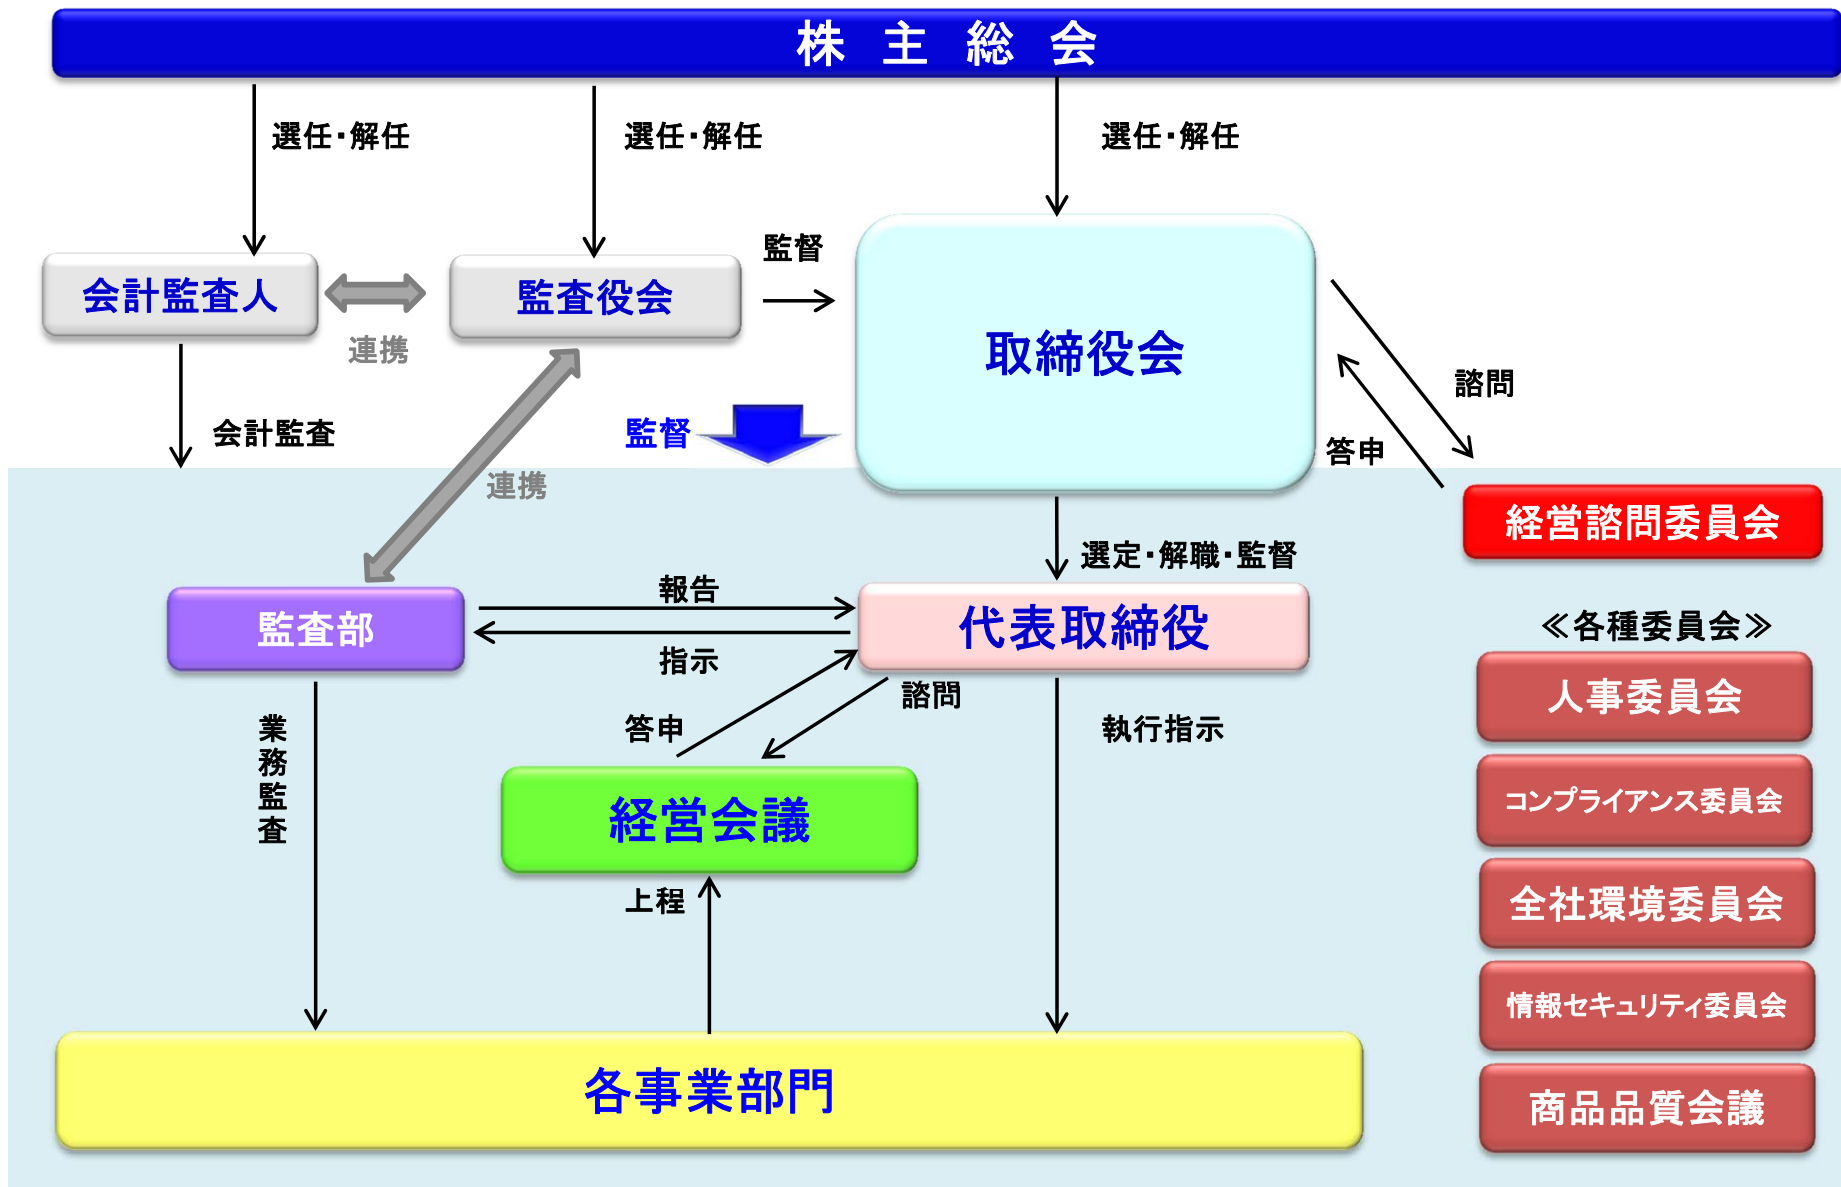 株 主 総 会
選任・解任
選任・解任
選任・解任
監督
会計監査人
監査役会
取締役会
連携
諮問
会計監査
監督
答申
連携
経営諮問委員会
選定・解職・監督
報告
監査部
代表取締役
≪各種委員会≫
指示
諮問
人事委員会
答申
執行指示
業務監査
経営会議
コンプライアンス委員会
上程
全社環境委員会
情報セキュリティ委員会
各事業部門
商品品質会議